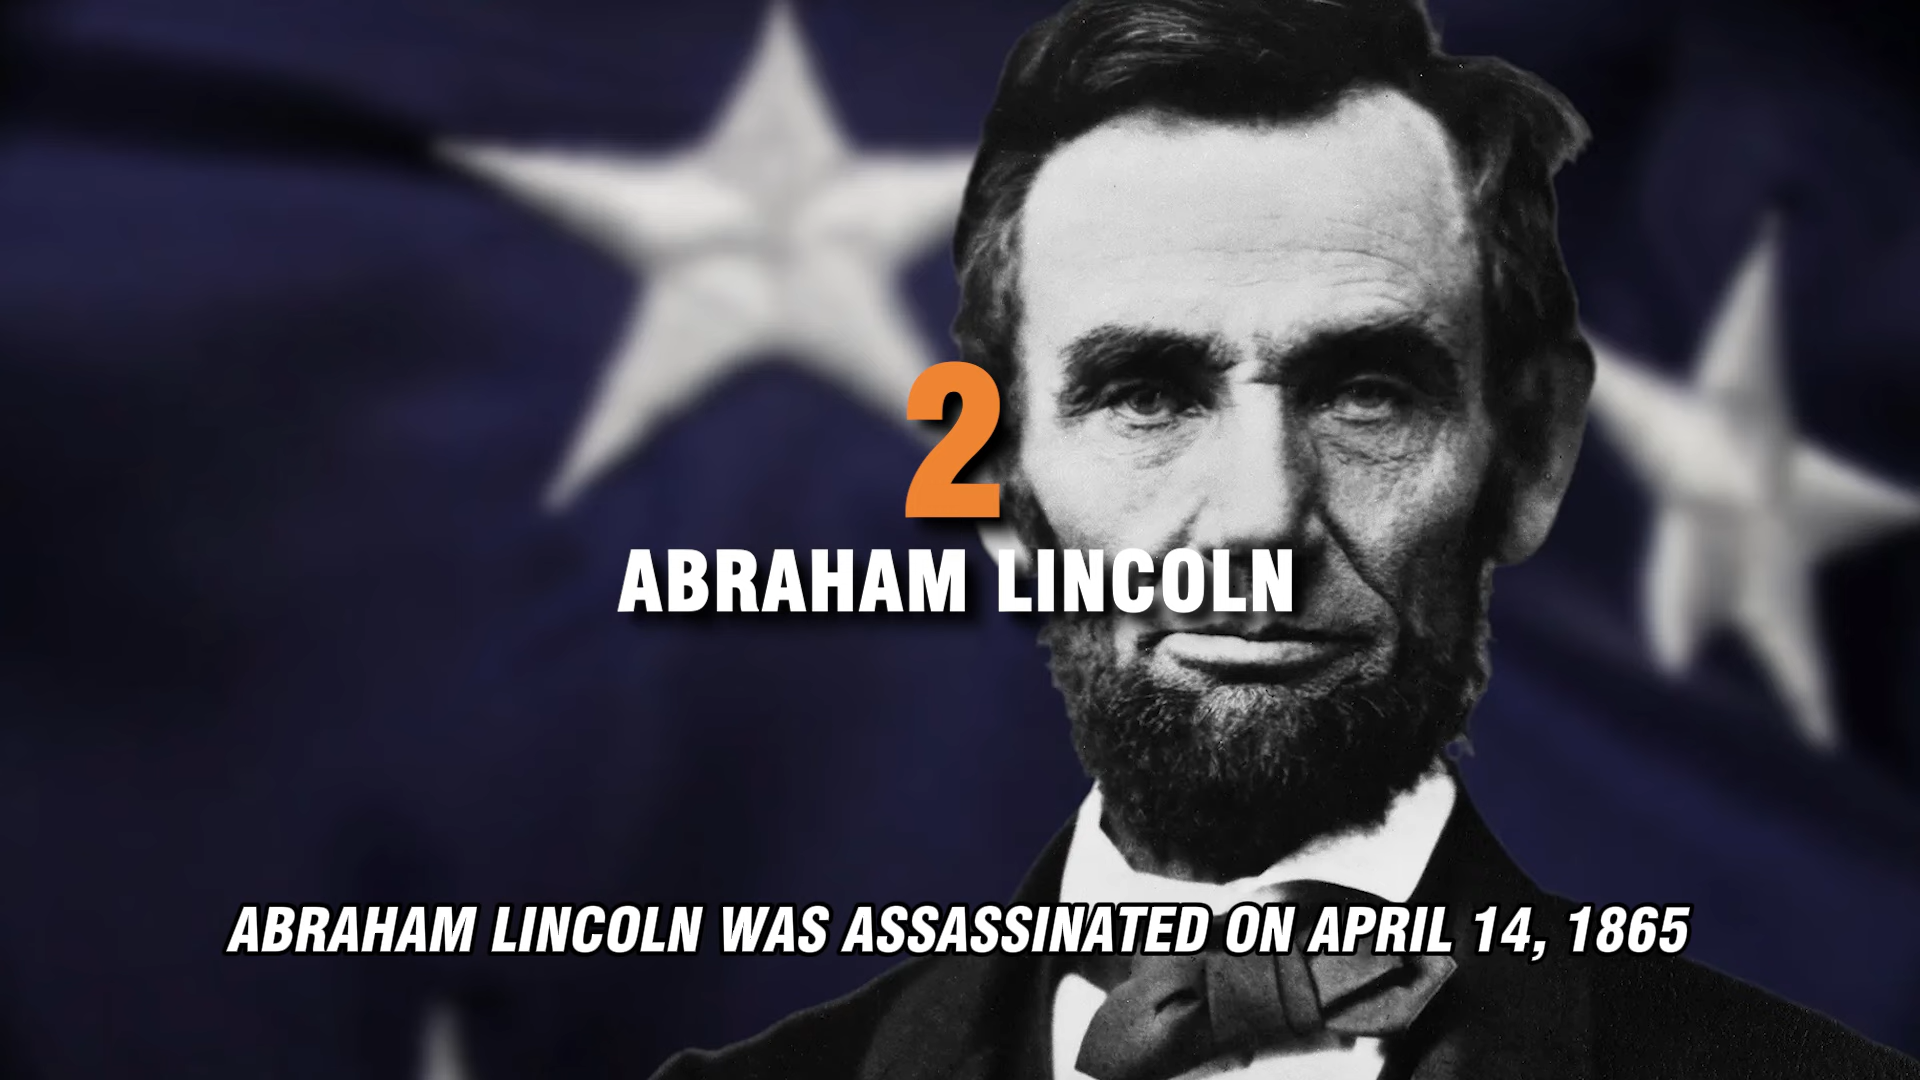 2
ABRAHAM LINCOLN
ABRAHAM LINCOLN WAS ASSASSINATED ON APRIL 14, 1865